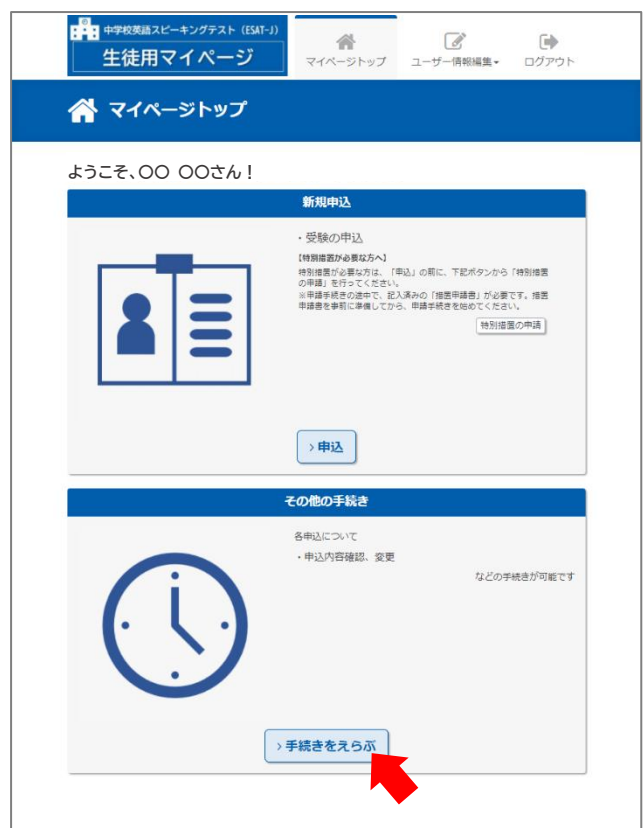 中学校英語スピーキングテスト（ESAT-J）
生徒用マイページ
マイページトップ
ユーザー情報編集▾
ログアウト
マイページトップ
ようこそ、〇〇 〇〇さん！
新規申込
・受験の申込
【特別措置が必要な方へ】
特別措置が必要な方は、「申込」の前に、下記ボタンから「特別措置
の申請」を行ってください。
※申請手続きの途中で、記入済みの「措置申請書」が必要です。措置
申請書を事前に準備してから、申請手続きを始めてください。
特別措置の申請
›申込
その他の手続き
各申込について
・申込内容確認、変更
などの手続きが可能です
›手続きをえらぶ